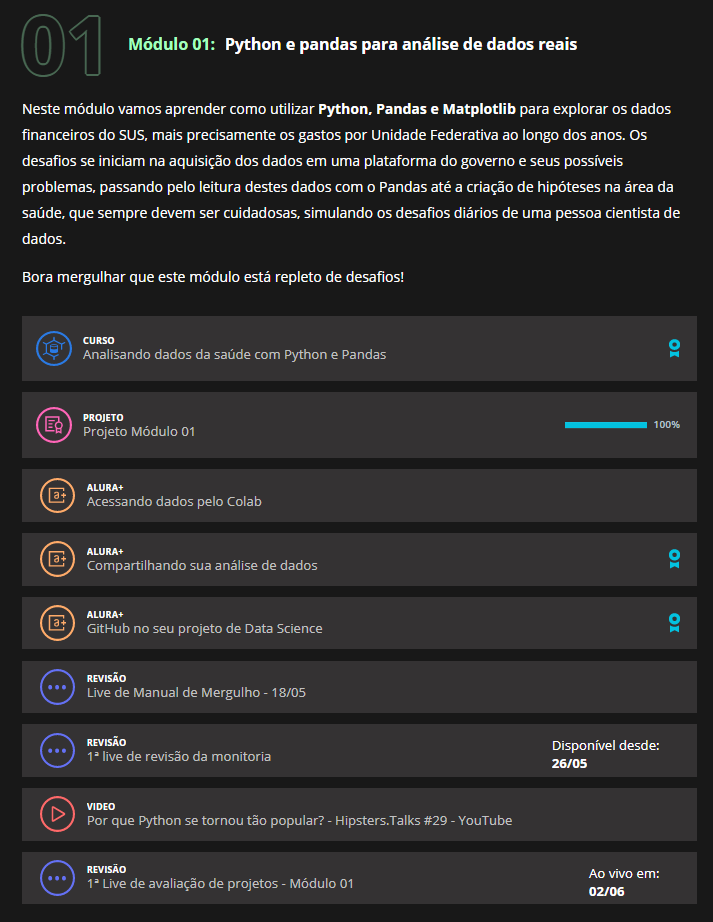 01
Módulo 01: Python e pandas para análise de dados reais
Neste módulo vamos aprender como utilizar Python, Pandas e Matplotlib para explorar os dados
financeiros do SUS, mais precisamente os gastos por Unidade Federativa ao longo dos anos. Os
desafios se iniciam na aquisição dos dados em uma plataforma do governo e seus possíveis
problemas, passando pelo leitura destes dados com o Pandas até a criação de hipóteses na área da
saúde, que sempre devem ser cuidadosas, simulando os desafios diários de uma pessoa cientista de
dados.
Bora mergulhar que este módulo está repleto de desafios!
CURSO
Analisando dados da saúde com Python e Pandas
PROJETO
Projeto Módulo 01
100%
a+
ALURA+
Acessando dados pelo Colab
a+
ALURA+
Compartilhando sua análise de dados
a+
ALURA+
GitHub no seu projeto de Data Science
REVISÃO
Live de Manual de Mergulho - 18/05
REVISÃO
1ª live de revisão da monitoria
Disponível desde:
26/05
VIDEO
Por que Python se tornou tão popular? - Hipsters.Talks #29 - YouTube
REVISÃO
1ª Live de avaliação de projetos - Módulo 01
Ao vivo em:
02/06